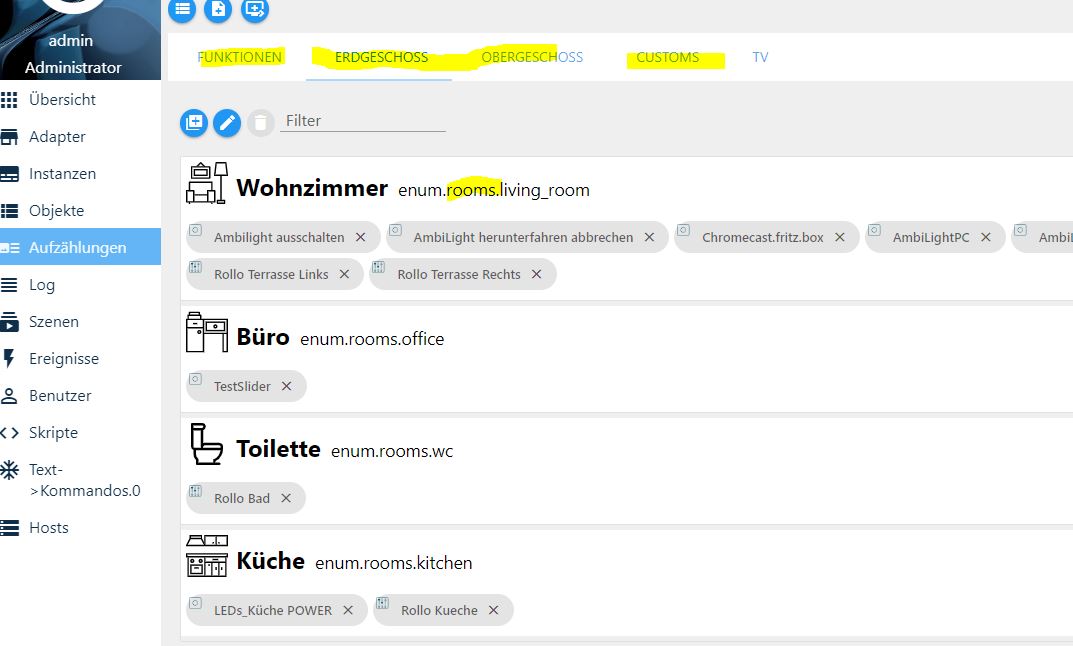 admin
Administrator
Übersicht
Adapter
Instanzen
Objekte
Aufzählungen
Log
Szenen
Ereignisse
Benutzer
Skripte
Text-
>Kommandos.0
Hosts
FUNKTIONEN ERDGESCHOSS OBERGESCHOSS CUSTOMS TV
Filter
Wohnzimmer enum.rooms.living_room
Ambilight ausschalten × AmbiLight herunterfahren abbrechen × Chromecast.fritz.box × AmbiLightPC × AmbiL
Rollo Terrasse Links × Rollo Terrasse Rechts ×
Büro enum.rooms.office
TestSlider ×
Toilette enum.rooms.wc
Rollo Bad ×
Küche enum.rooms.kitchen
LEDs_Küche POWER × Rollo Kueche ×